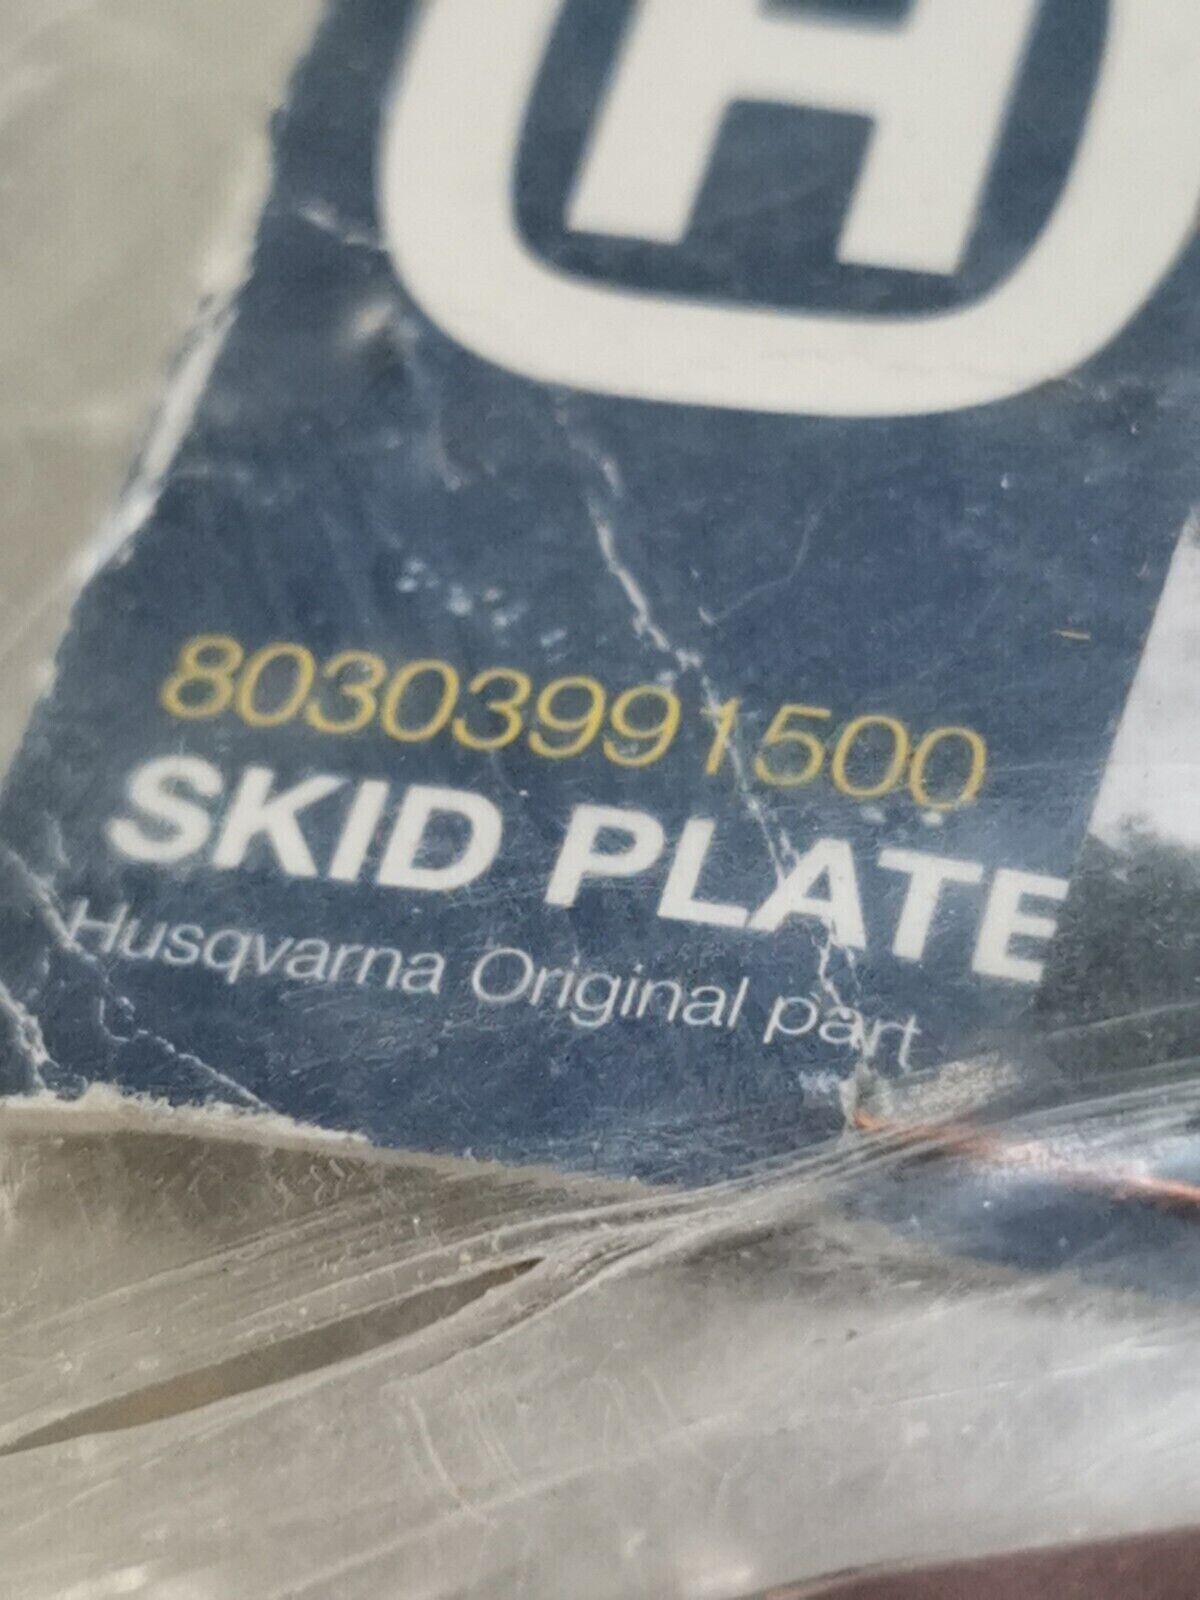 H
80303991500
SKID PLATE
Husqvarna Original part